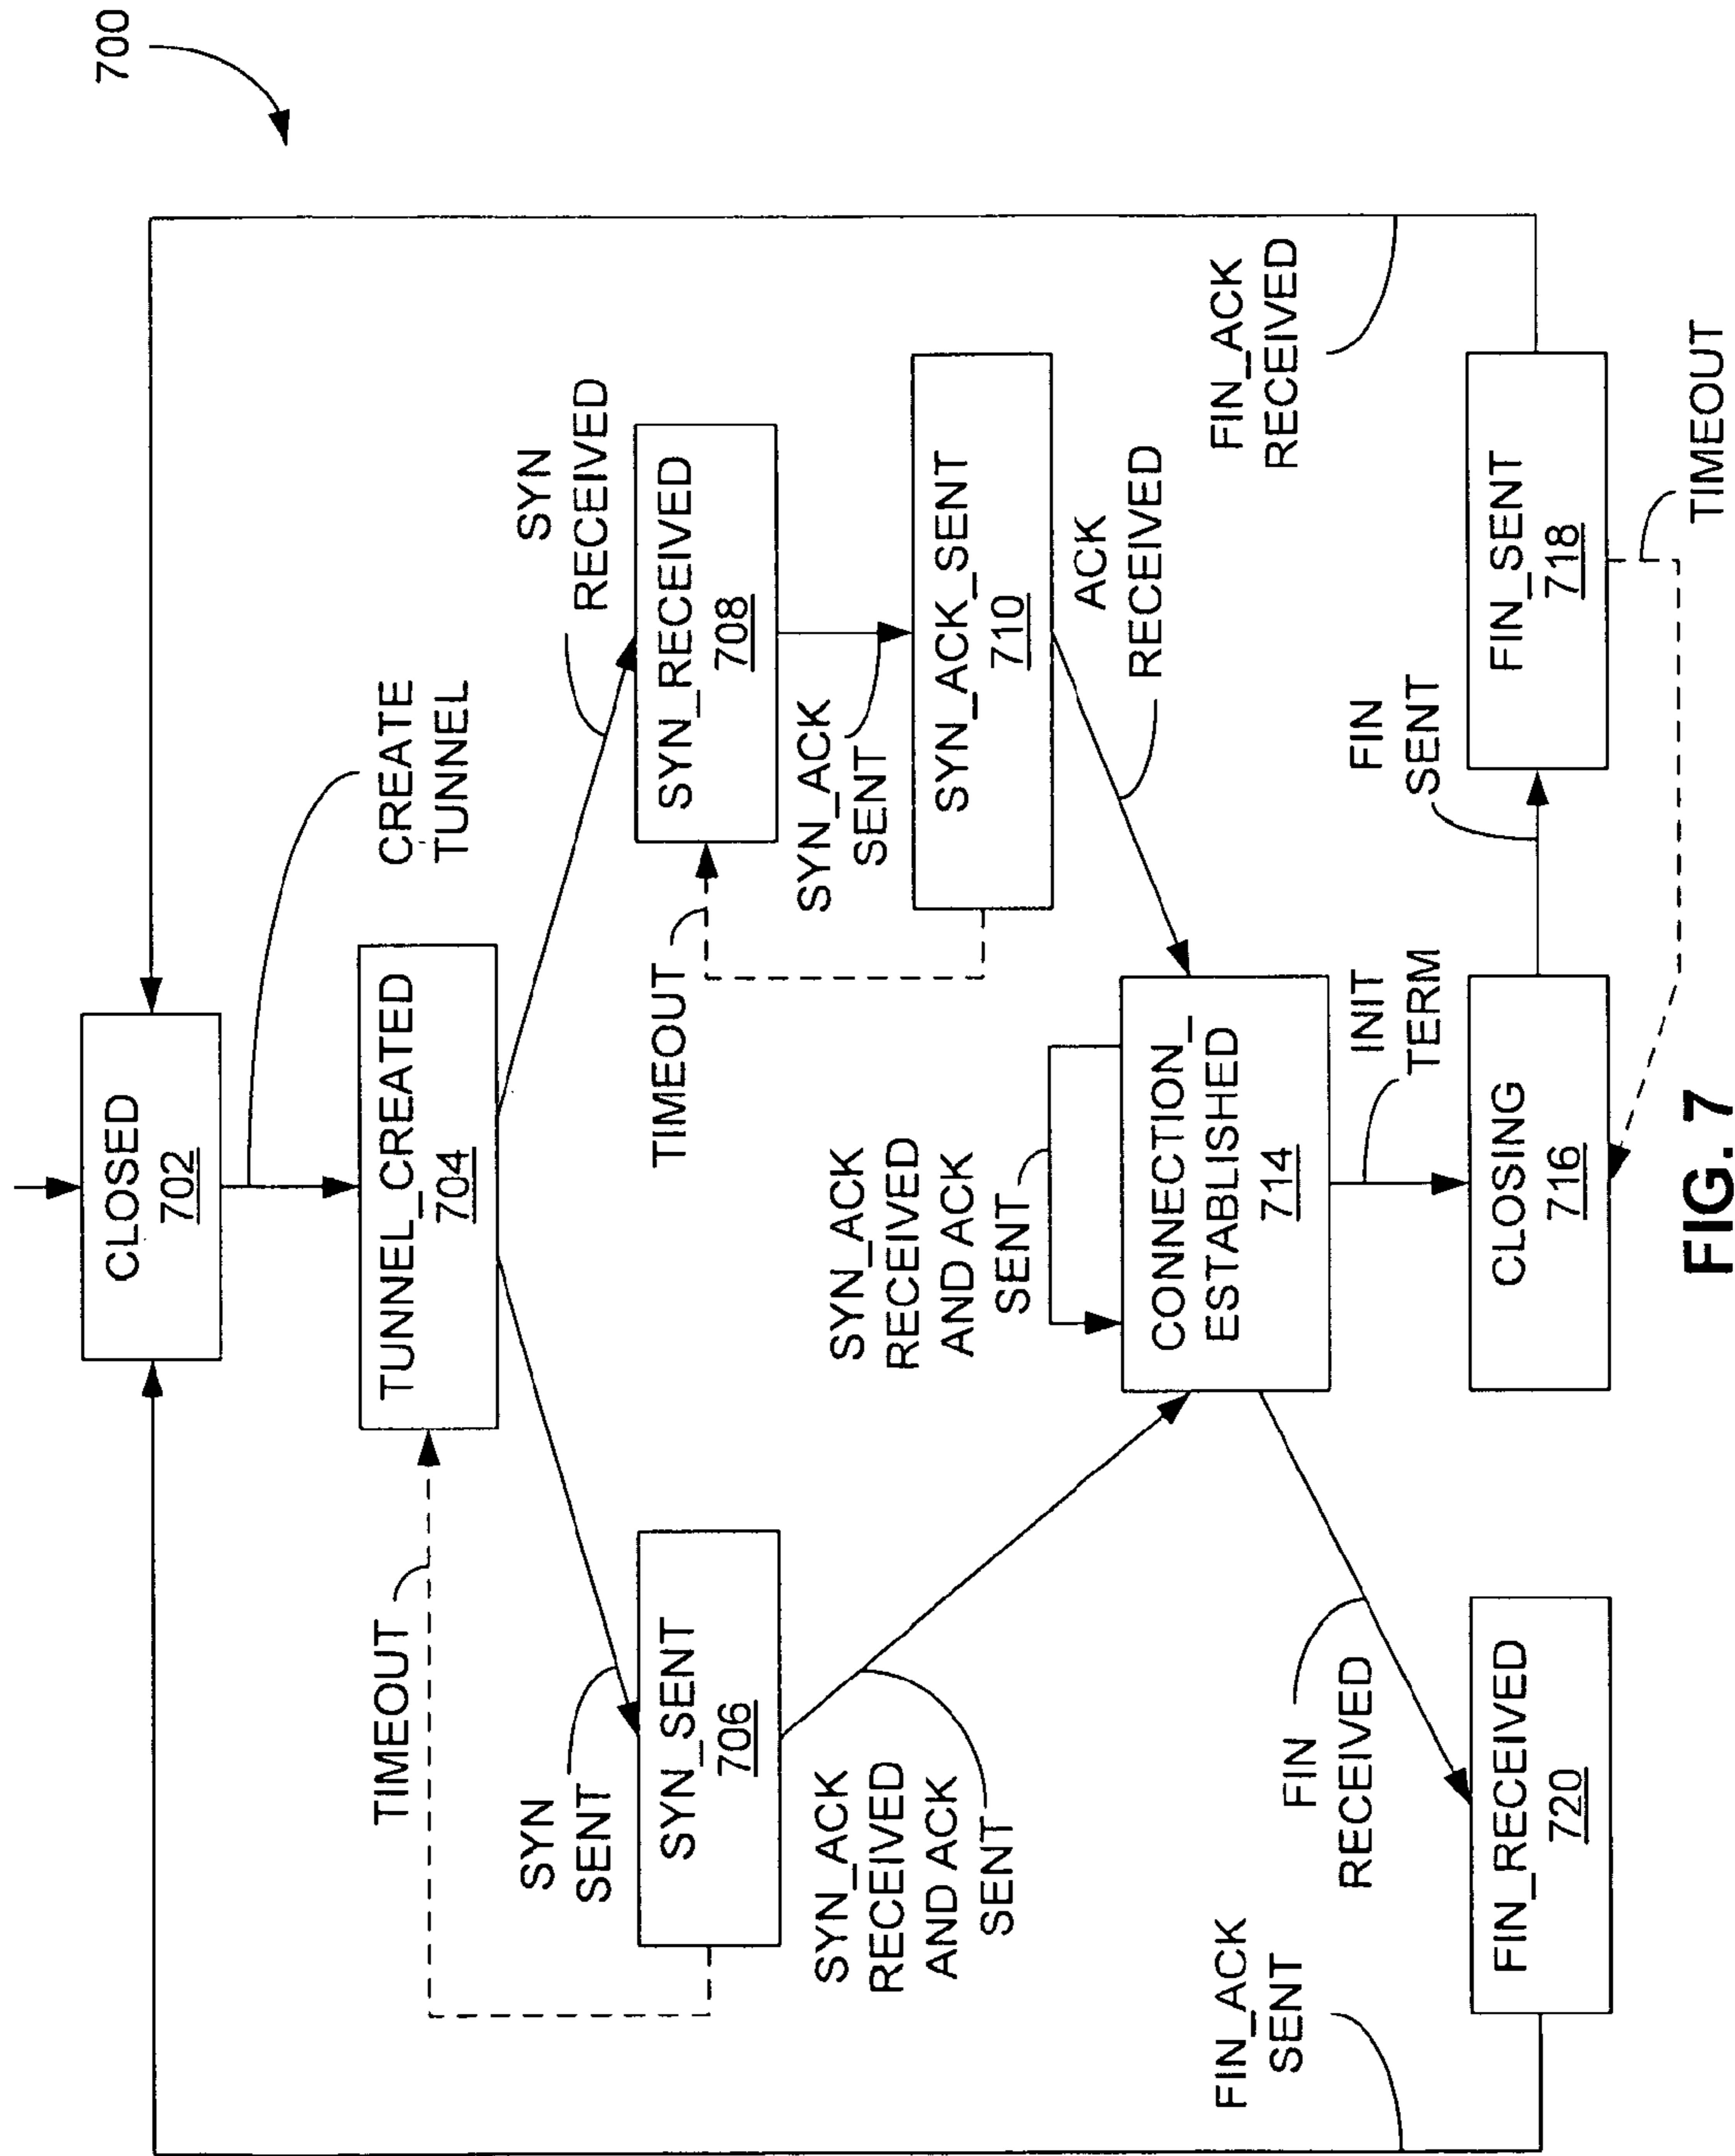 700
CLOSED
702
CREATE
TUNNEL
TUNNEL_CREATED
704
TIMEOUT
SYN
SENT
SYN
RECEIVED
SYN_SENT
706
SYN_RECEIVED
708
TIMEOUT
SYN_ACK
SENT
SYN_ACK
RECEIVED
AND ACK
SENT
SYN_ACK
RECEIVED
AND ACK
SENT
SYN_ACK_SENT
710
ACK
RECEIVED
CONNECTION_
ESTABLISHED
714
FIN_ACK
SENT
FIN
RECEIVED
INIT
TERM
FIN
SENT
FIN_ACK
RECEIVED
FIN_RECEIVED
720
CLOSING
716
FIN_SENT
718
TIMEOUT
FIG. 7